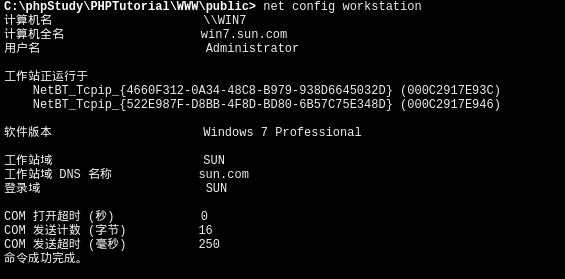 C:\phpStudy\PHPTutorial\WWW\public> net config workstation
计算机名 \\WIN7
计算机全名 win7.sun.com
用户名 Administrator
工作站正运行于
NetBT_Tcpip_{4660F312-0A34-48C8-B979-938D6645032D} (000C2917E93C)
NetBT_Tcpip_{522E987F-D8BB-4F8D-BD80-6B57C75E348D} (000C2917E946)
软件版本 Windows 7 Professional
工作站域 SUN
工作站域 DNS 名称 sun.com
登录域 SUN
COM 打开超时 (秒) 0
COM 发送计数 (字节) 16
COM 发送超时 (毫秒) 250
命令成功完成。